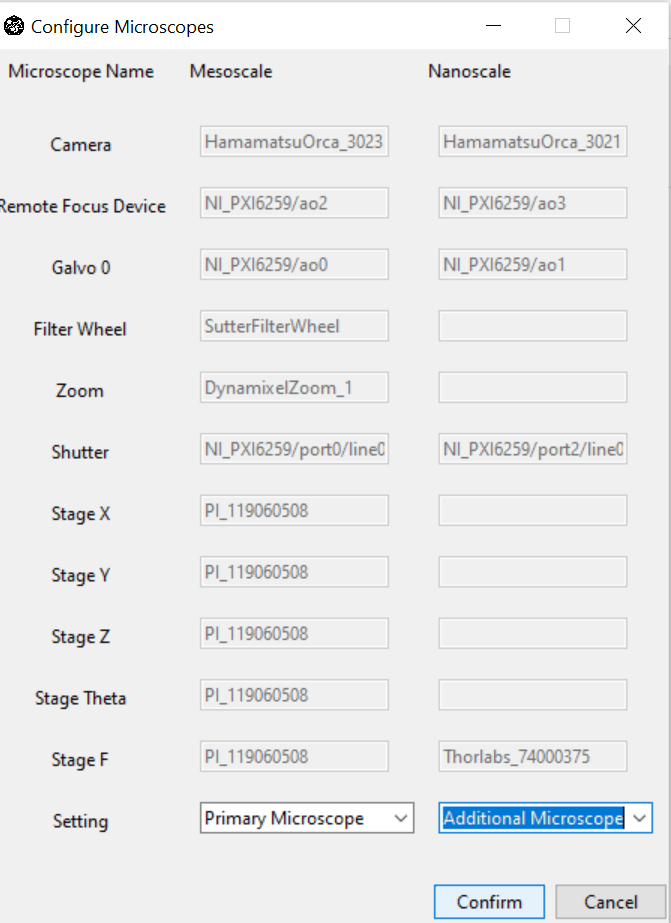 Configure Microscopes
Microscope Name Mesoscale Nanoscale
Camera HamamatsuOrca_3023 HamamatsuOrca_3021
Remote Focus Device NI_PXI6259/ao2 NI_PXI6259/ao3
Galvo 0 NI_PXI6259/ao0 NI_PXI6259/ao1
Filter Wheel SutterFilterWheel
Zoom DynamixelZoom_1
Shutter NI_PXI6259/port0/line0 NI_PXI6259/port2/line0
Stage X PI_119060508
Stage Y PI_119060508
Stage Z PI_119060508
Stage Theta PI_119060508
Stage F PI_119060508 Thorlabs_74000375
Setting Primary Microscope Additional Microscope
Confirm Cancel